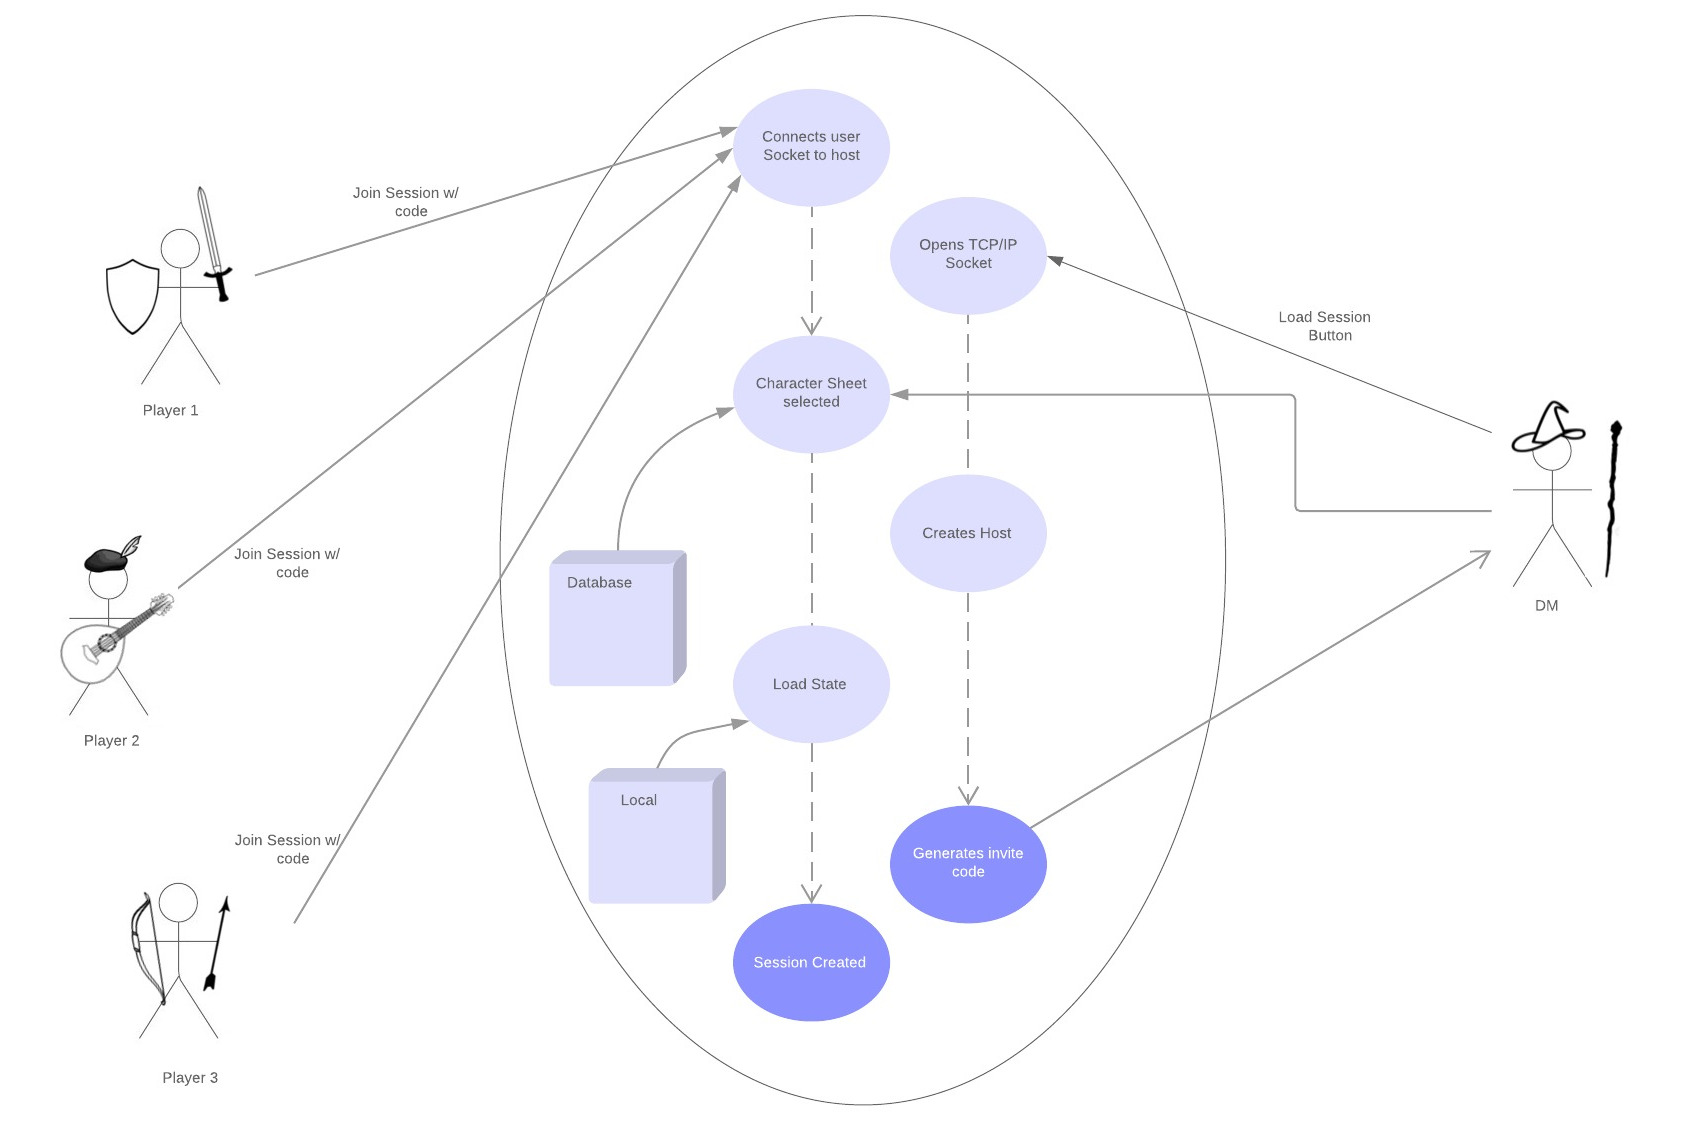 Connects user
Socket to host
Join Session w/
code
Opens TCP/IP
Socket
Load Session
Button
Player 1
Character Sheet
selected
Creates Host
Join Session w/
code
Database
DM
Load State
Player 2
Local
Join Session w/
code
Generates invite
code
Session Created
Player 3